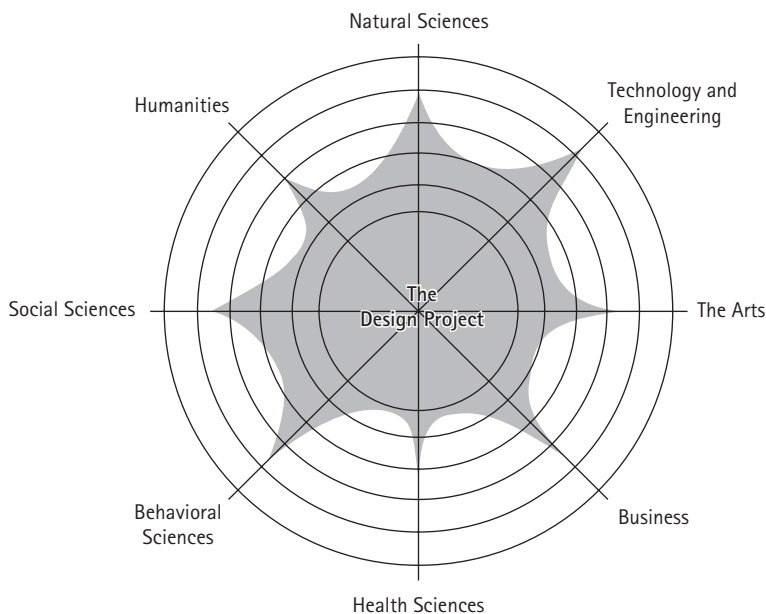 Natural Sciences
Technology and
Engineering
Humanities
Social Sciences
The
Design Project
The Arts
Behavioral
Sciences
Business
Health Sciences